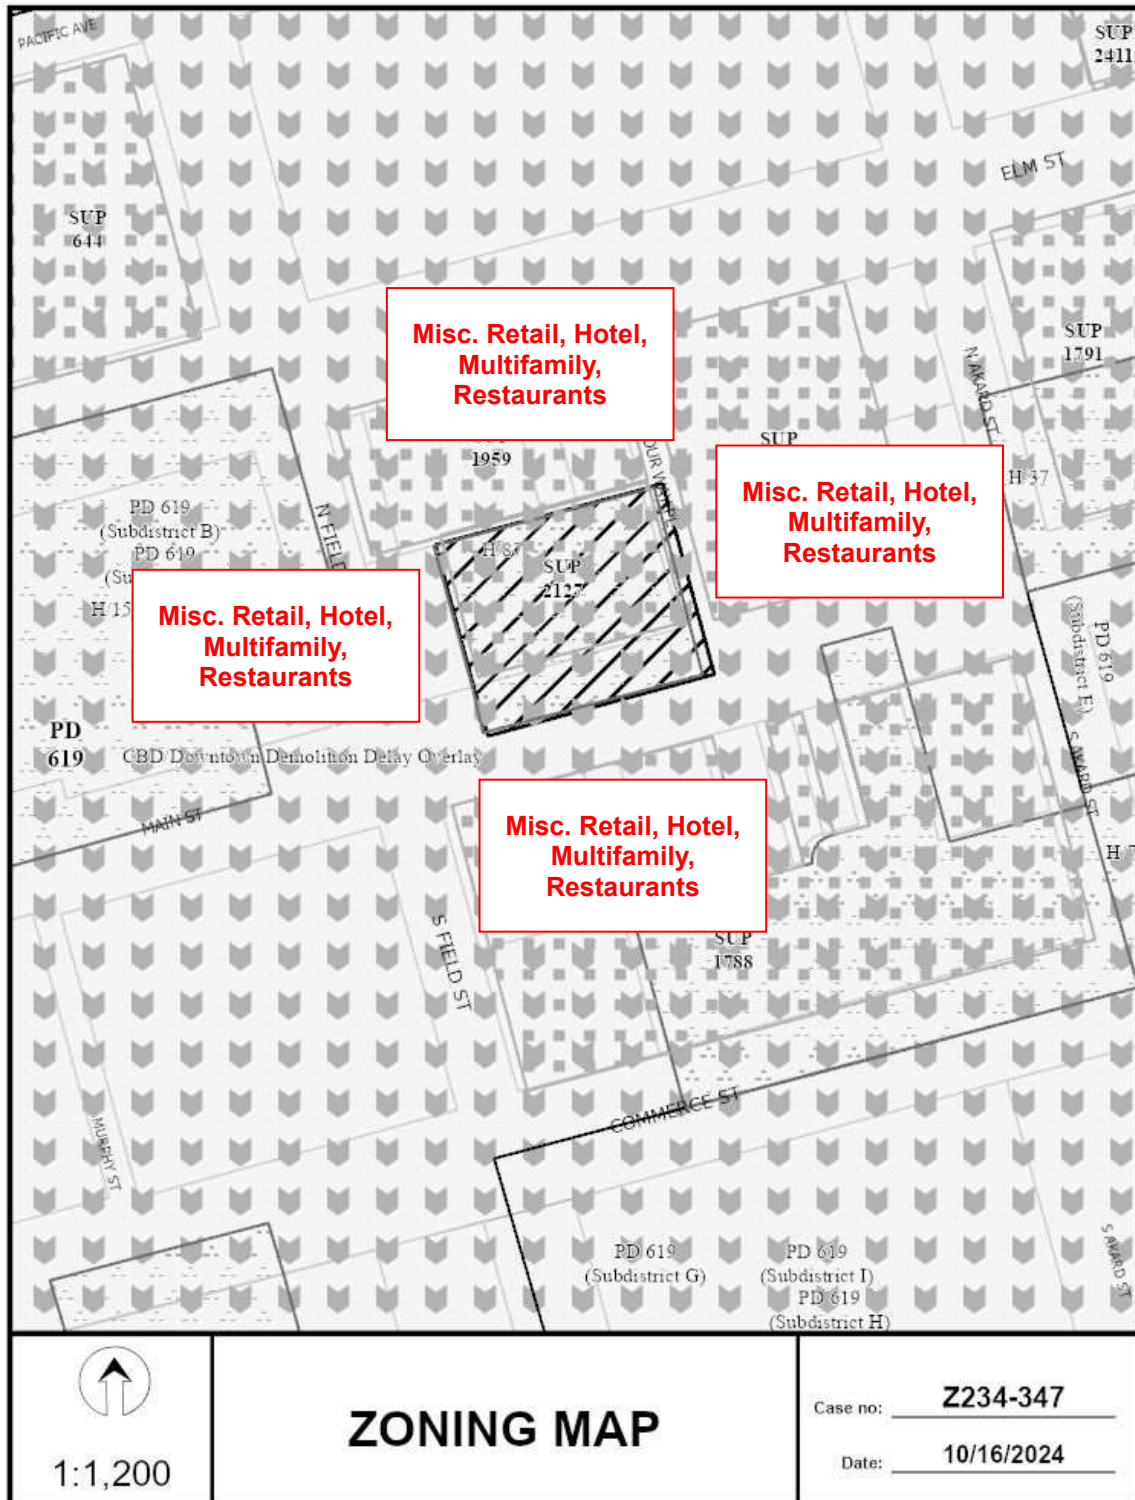 PACIFIC AVE
SUP
2411
ELM ST
SUP
644
SUP
1791
N AKARD ST
Misc. Retail, Hotel,
Multifamily,
Restaurants
1959
SUP
H 37
Misc. Retail, Hotel,
Multifamily,
Restaurants
PD 619
(Subdistrict B)
PD 619
(Su
H 15
N FIELD
H 8
SUP
2127
Misc. Retail, Hotel,
Multifamily,
Restaurants
PD 619
(Subdistrict E)
PD
619
CBD Downtown Demolition Delay Overlay
S AKARD ST
MAIN ST
Misc. Retail, Hotel,
Multifamily,
Restaurants
S FIELD ST
SUP
1788
COMMERCE ST
MURPHY ST
PD 619
(Subdistrict G)
PD 619
(Subdistrict I)
PD 619
(Subdistrict H)
S AKARD ST
1:1,200
ZONING MAP
Case no: Z234-347
Date: 10/16/2024